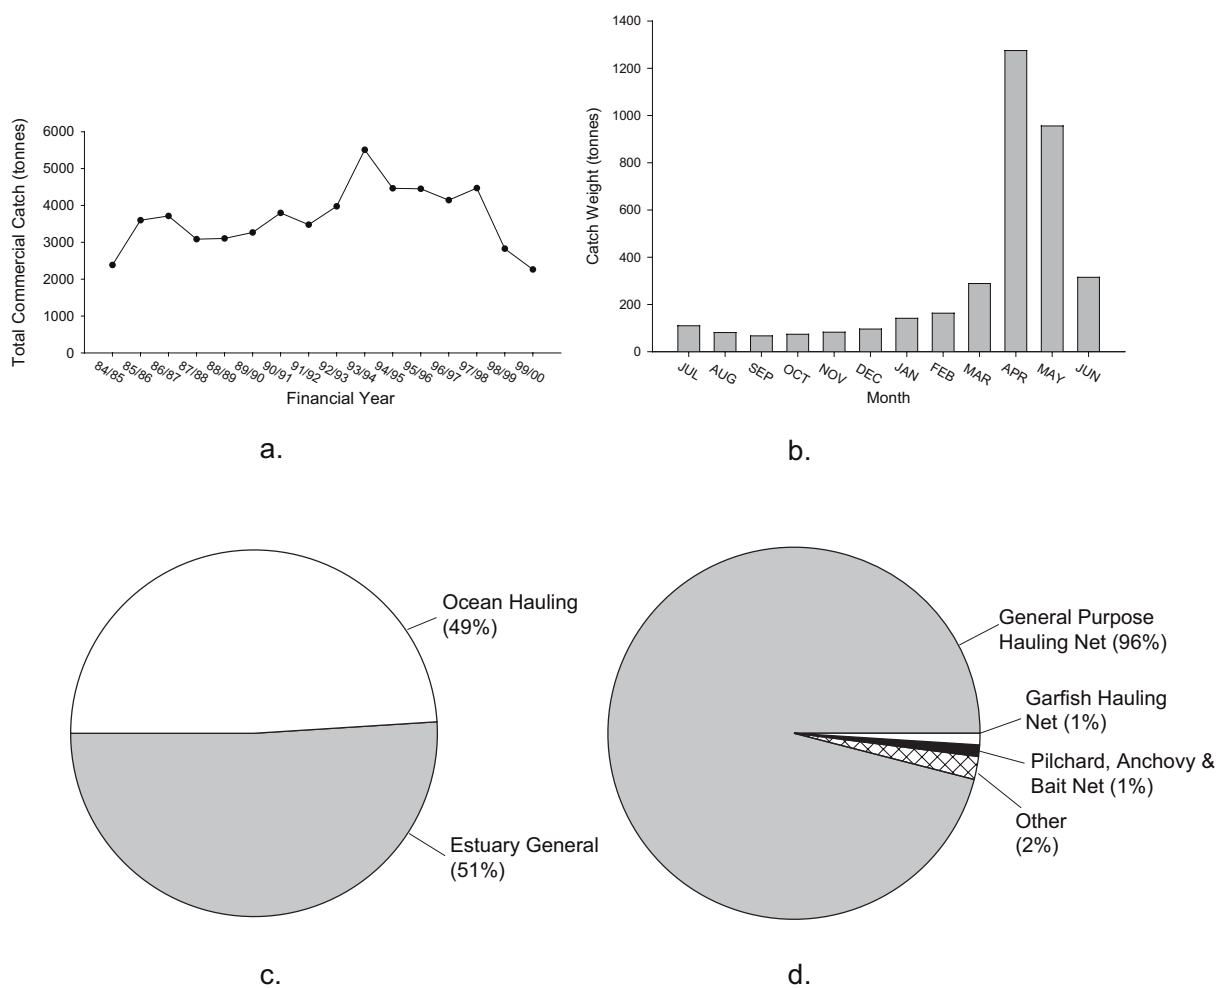 6000
5000
4000
3000
2000
1000
0
Total Commercial Catch (tonnes)
84/85
85/86
86/87
87/88
88/89
89/90
90/91
91/92
92/93
93/94
94/95
95/96
96/97
97/98
98/99
99/00
Financial Year
a.
1400
1200
1000
800
600
400
200
0
Catch Weight (tonnes)
JUL
AUG
SEP
OCT
NOV
DEC
JAN
FEB
MAR
APR
MAY
JUN
Month
b.
Ocean Hauling
(49%)
Estuary General
(51%)
c.
General Purpose
Hauling Net (96%)
Garfish Hauling
Net (1%)
Pilchard, Anchovy &
Bait Net (1%)
Other
(2%)
d.